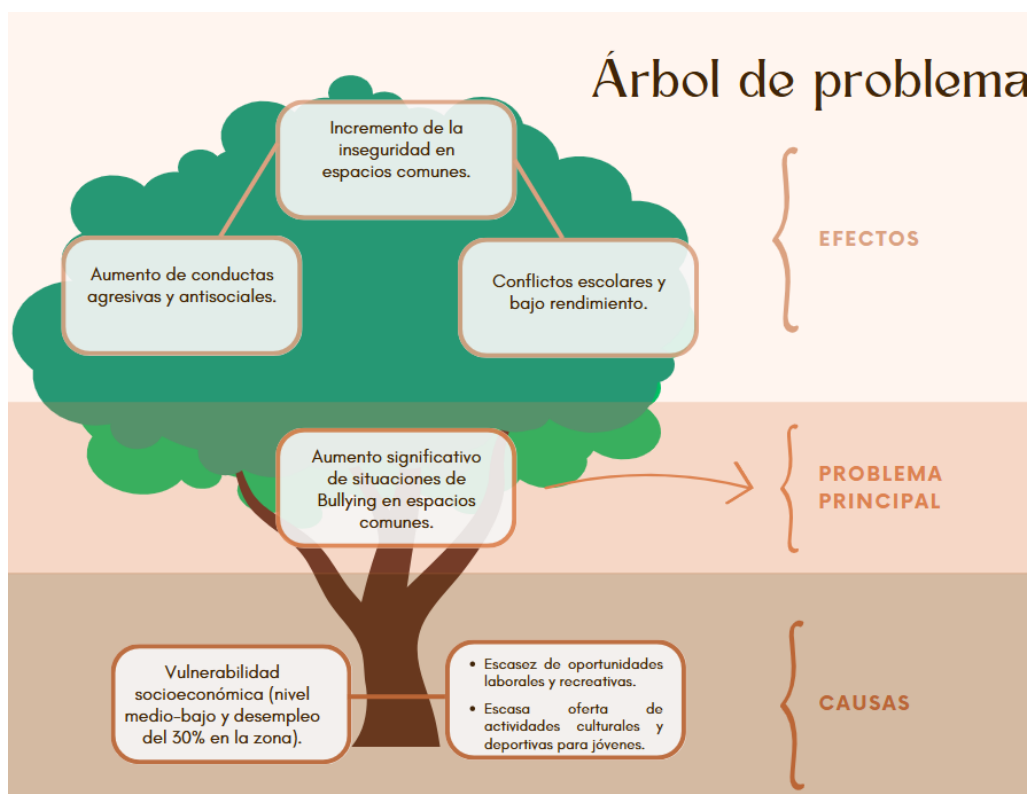 Árbol de problema
Incremento de la
inseguridad en
espacios comunes.
EFECTOS
Aumento de conductas
agresivas y antisociales.
Conflictos escolares y
bajo rendimiento.
Aumento significativo
de situaciones de
Bullying en espacios
comunes.
PROBLEMA
PRINCIPAL
Vulnerabilidad
socioeconómica (nivel
medio-bajo y desempleo
del 30% en la zona).
• Escasez de oportunidades
laborales y recreativas.
• Escasa oferta de
actividades culturales y
deportivas para jóvenes.
CAUSAS